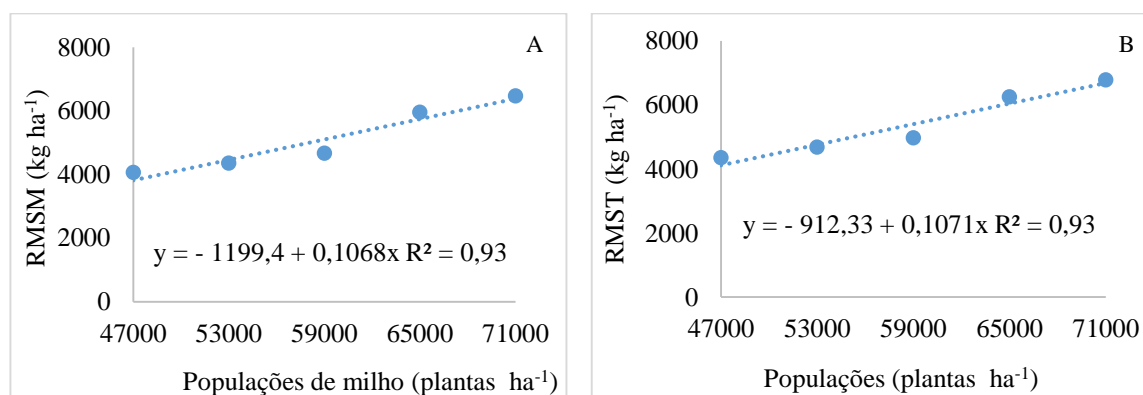 A
RMSM (kg ha⁻¹)
8000
6000
4000
2000
0
y = - 1199,4 + 0,1068x R² = 0,93
47000 53000 59000 65000 71000
Populações de milho (plantas ha⁻¹)
B
RMST (kg ha⁻¹)
8000
6000
4000
2000
0
y = - 912,33 + 0,1071x R² = 0,93
47000 53000 59000 65000 71000
Populações (plantas ha⁻¹)